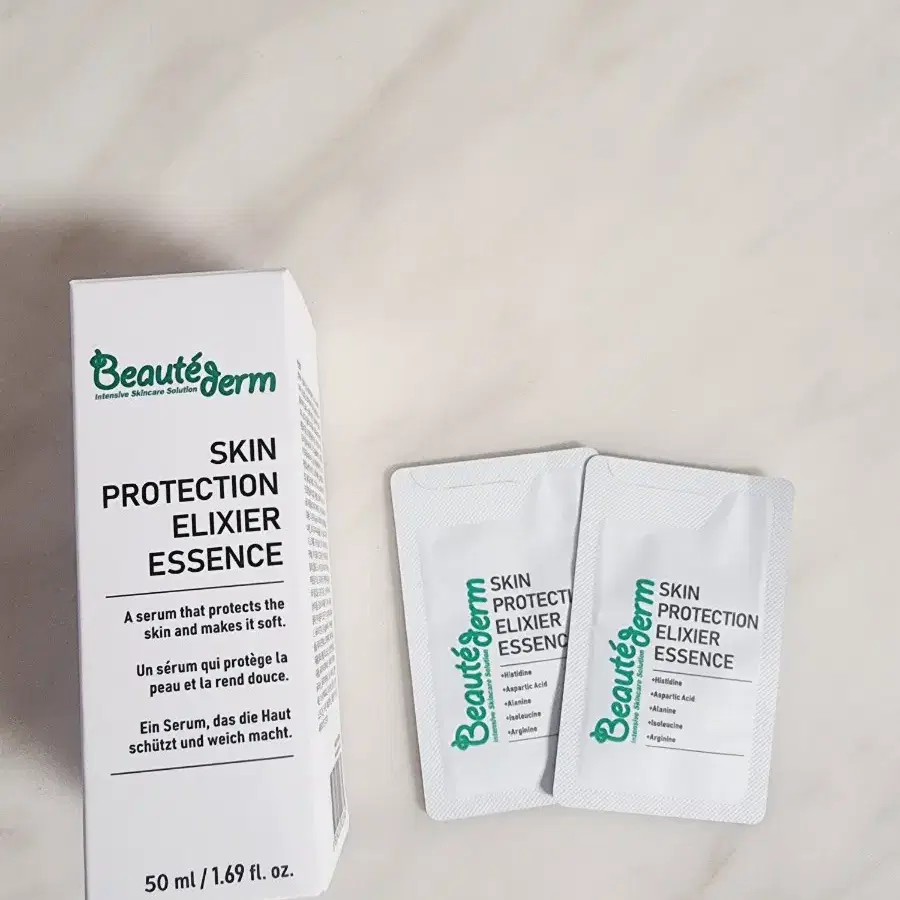 Beautéderm
Intensive Skincare Solution
SKIN
PROTECTION
ELIXIER
ESSENCE
A serum that protects the
skin and makes it soft.
Un sérum qui protège la
peau et la rend douce.
Ein Serum, das die Haut
schützt und weich macht.
50 ml / 1.69 fl. oz.
Beautéderm
Intensive Skincare Solution
SKIN
PROTECTI
ELIXIER
ESSENC
•Histidine
•Aspartic Acid
•Alanine
•Isoleucine
•Arginine
Beautéderm
Intensive Skincare Solution
SKIN
PROTECTION
ELIXIER
ESSENCE
•Histidine
•Aspartic Acid
•Alanine
•Isoleucine
•Arginine